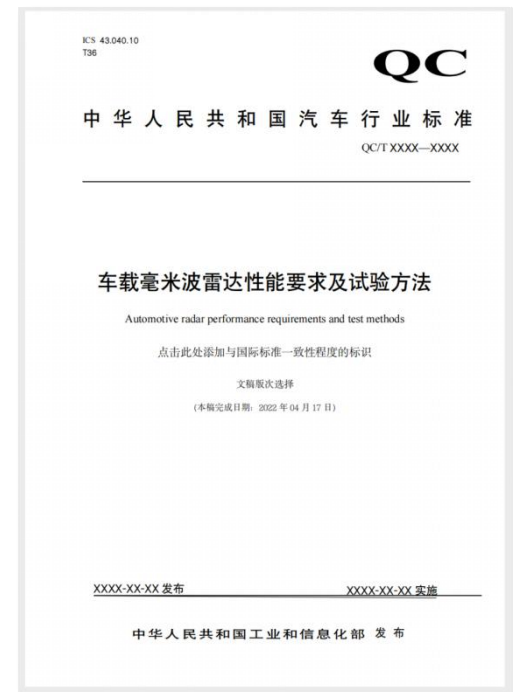 ICS 43.040.10
T36
QC
中华人民共和国汽车行业标准
QC/T XXXX—XXXX
车载毫米波雷达性能要求及试验方法
Automotive radar performance requirements and test methods
点击此处添加与国际标准一致性程度的标识
文稿版次选择
(本稿完成日期：2022 年 04 月 17 日)
XXXX-XX-XX 发布
XXXX-XX-XX 实施
中华人民共和国工业和信息化部 发布